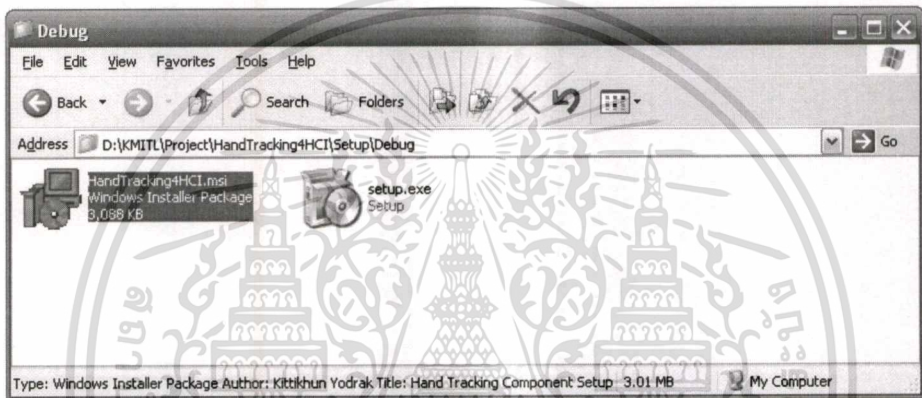 Debug
File Edit View Favorites Tools Help
Back Search Folders
Address D:\KMITL\Project\HandTracking4HCI\Setup\Debug Go
HandTracking4HCI.msi
Windows Installer Package
3,088 KB
setup.exe
Setup
Type: Windows Installer Package Author: Kittikhun Yodrak Title: Hand Tracking Component Setup 3.01 MB My Computer